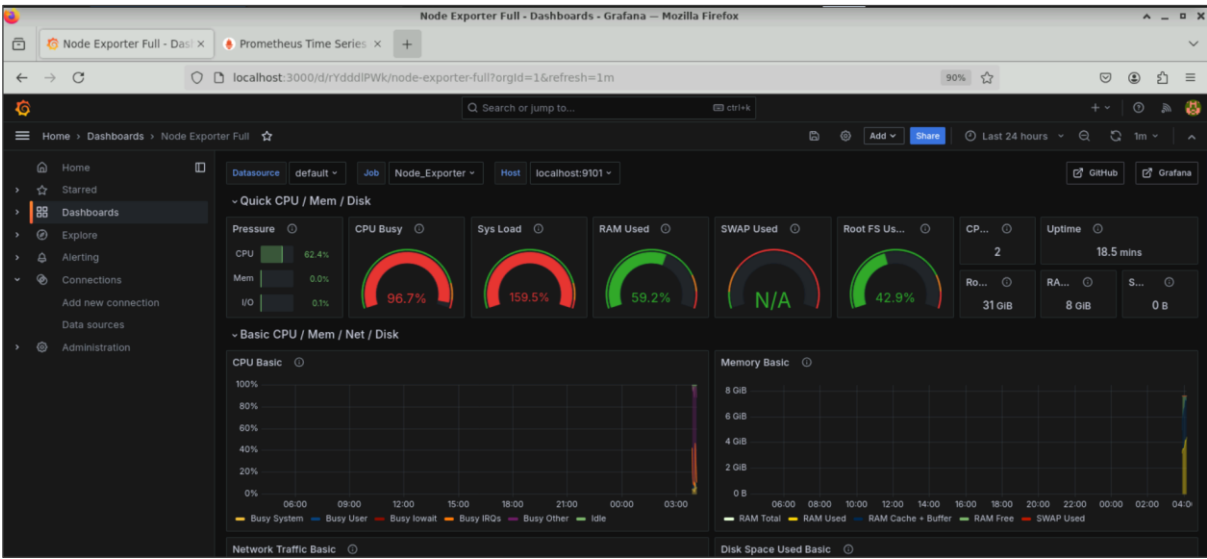 Node Exporter Full - Dashboards - Grafana — Mozilla Firefox
Node Exporter Full - Das
Prometheus Time Series
localhost:3000/d/rYdddlPWk/node-exporter-full?orgId=1&refresh=1m
90%
Search or jump to...
ctrl+k
Home › Dashboards › Node Exporter Full
Add
Share
Last 24 hours
1m
Home
Starred
Dashboards
Explore
Alerting
Connections
Add new connection
Data sources
Administration
Datasource default Job Node_Exporter Host localhost:9101
GitHub
Grafana
Quick CPU / Mem / Disk
Pressure
CPU 62.4%
Mem 0.0%
I/O 0.1%
CPU Busy
96.7%
Sys Load
159.5%
RAM Used
59.2%
SWAP Used
N/A
Root FS Us...
42.9%
CP...
2
Uptime
18.5 mins
Ro...
31 GiB
RA...
8 GiB
S...
0 B
Basic CPU / Mem / Net / Disk
CPU Basic
100%
80%
60%
40%
20%
0%
06:00 09:00 12:00 15:00 18:00 21:00 00:00 03:00
Busy System Busy User Busy Iowait Busy IRQs Busy Other Idle
Memory Basic
8 GiB
6 GiB
4 GiB
2 GiB
0 B
06:00 08:00 10:00 12:00 14:00 16:00 18:00 20:00 22:00 00:00 02:00 04:0
RAM Total RAM Used RAM Cache + Buffer RAM Free SWAP Used
Network Traffic Basic
Disk Space Used Basic